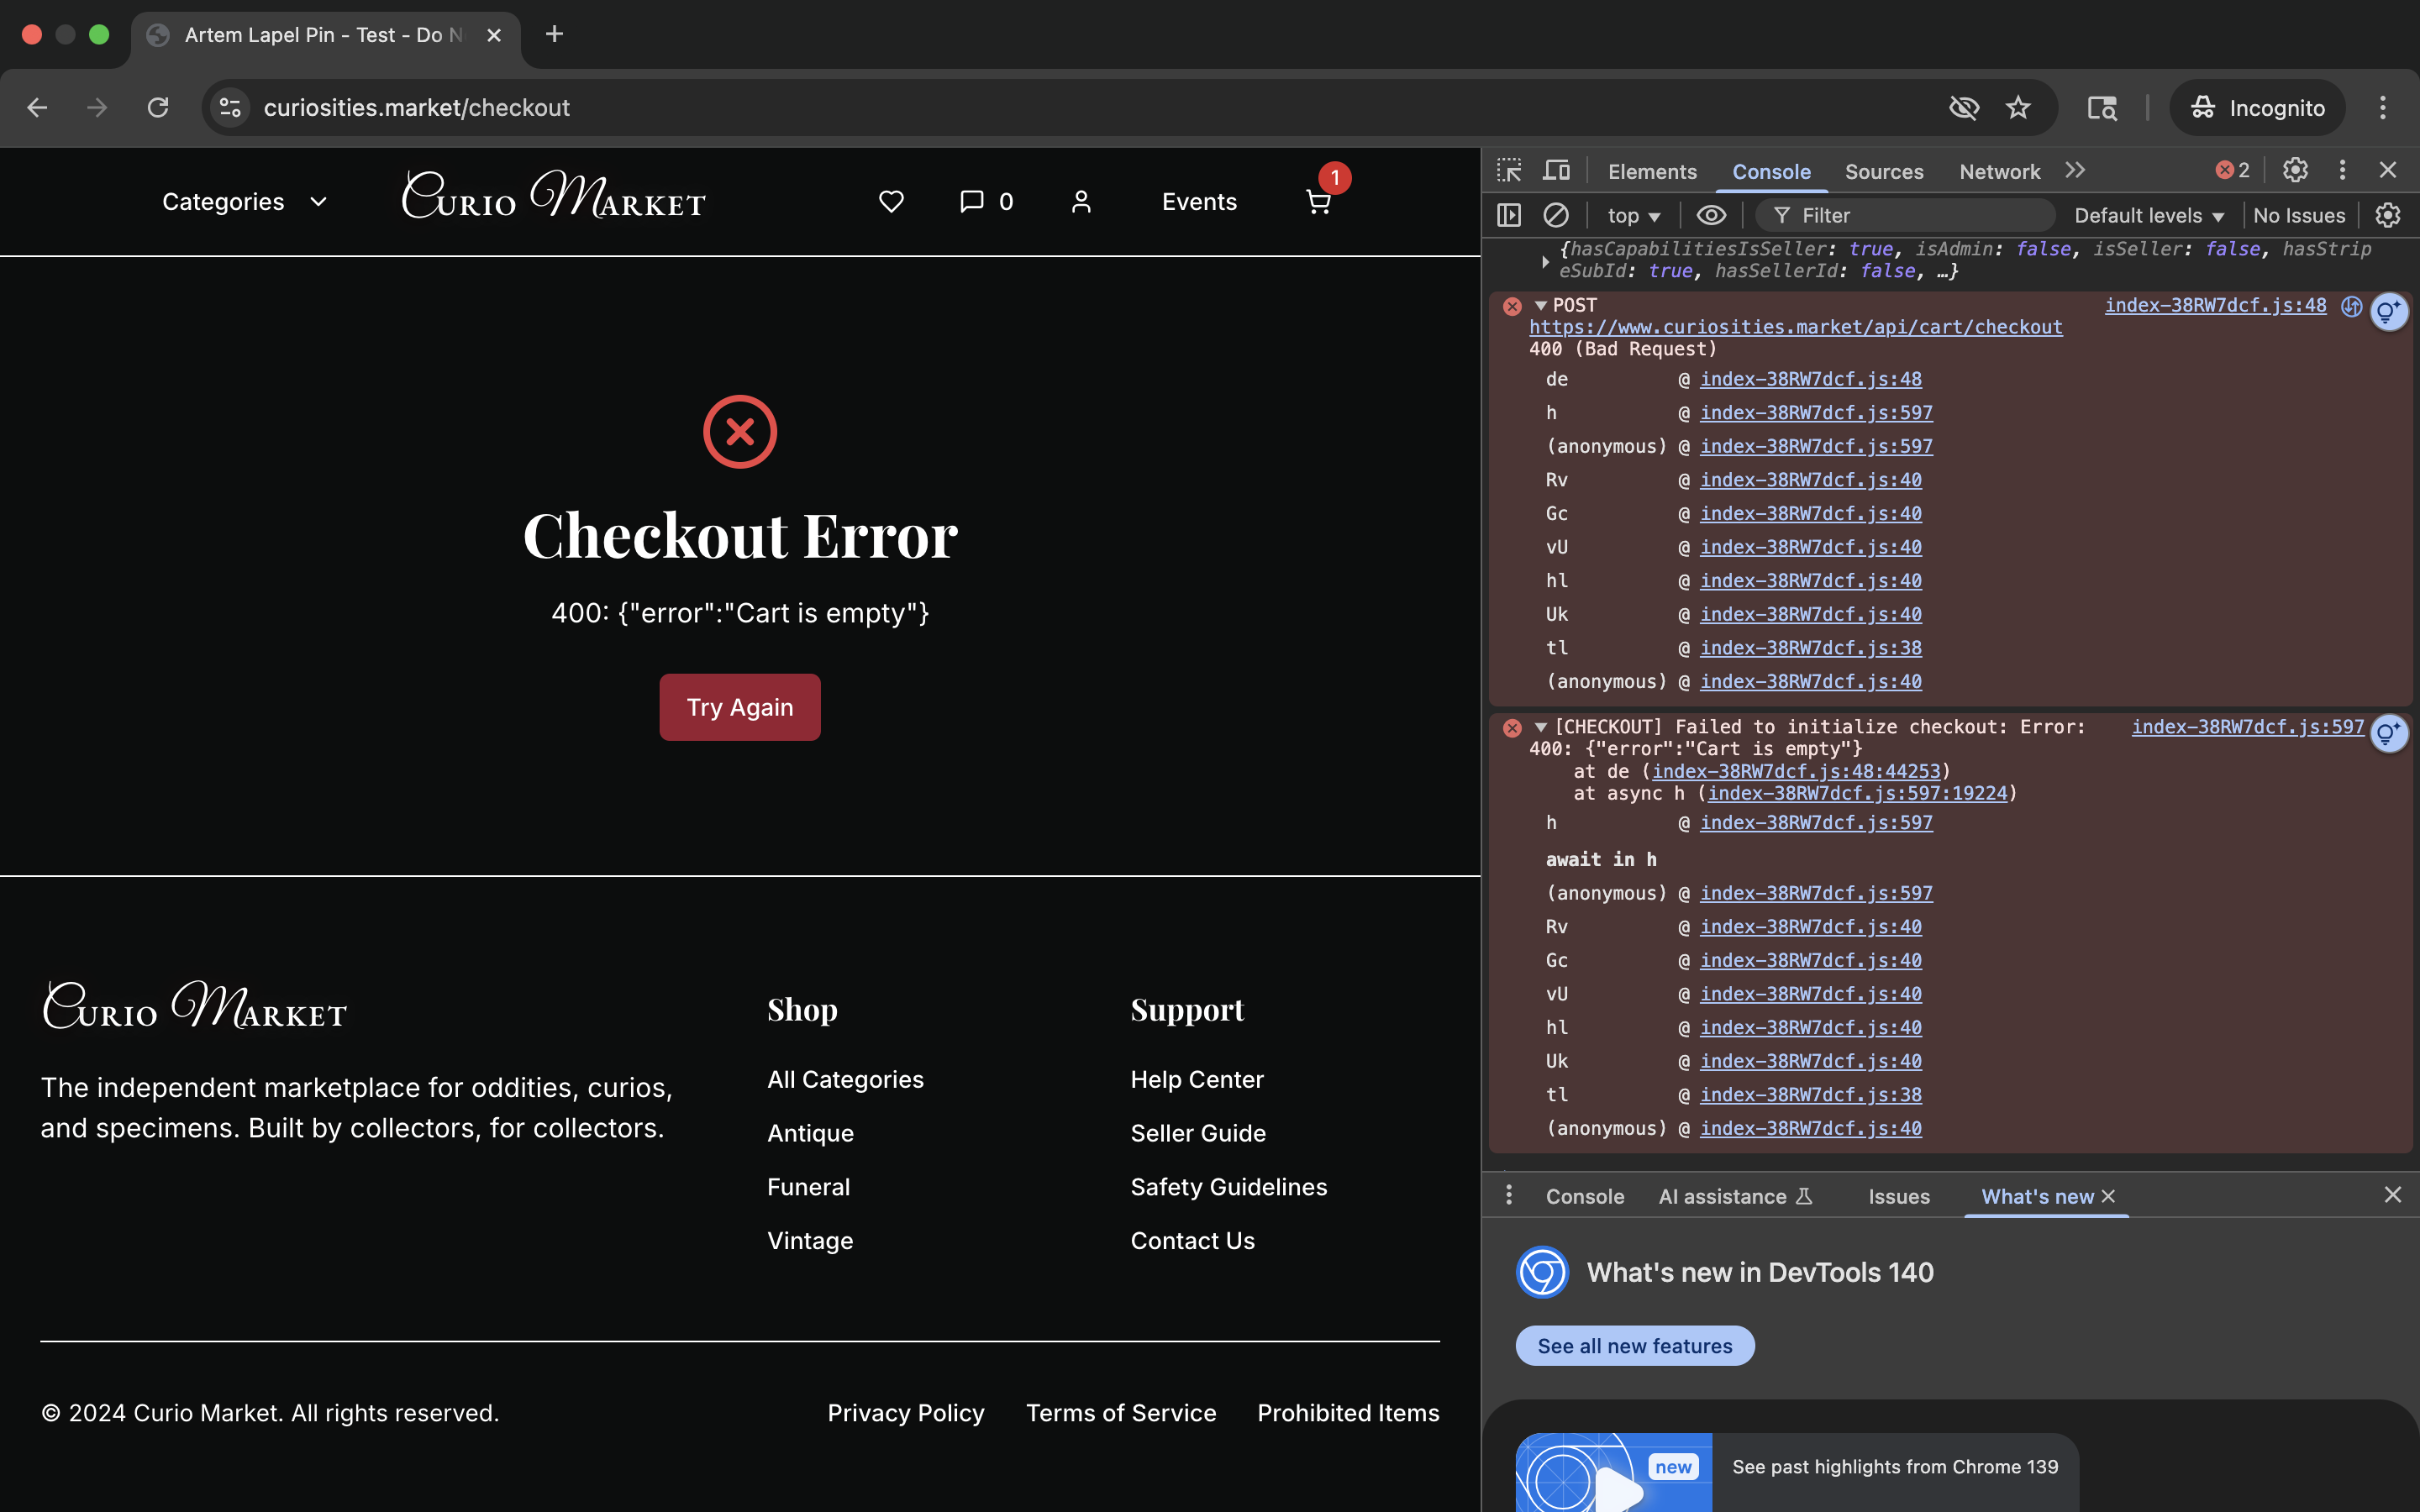 Artem Lapel Pin - Test - Do N
curiosities.market/checkout
Incognito
Categories
Curio Market
0
Events
1
Checkout Error
400: {"error":"Cart is empty"}
Try Again
Curio Market
The independent marketplace for oddities, curios,
and specimens. Built by collectors, for collectors.
Shop
All Categories
Antique
Funeral
Vintage
Support
Help Center
Seller Guide
Safety Guidelines
Contact Us
© 2024 Curio Market. All rights reserved.
Privacy Policy
Terms of Service
Prohibited Items
Elements
Console
Sources
Network
2
top
Filter
Default levels
No Issues
{hasCapabilitiesIsSeller: true, isAdmin: false, isSeller: false, hasStrip
eSubId: true, hasSellerId: false, …}
POST index-38RW7dcf.js:48
https://www.curiosities.market/api/cart/checkout
400 (Bad Request)
de @ index-38RW7dcf.js:48
h @ index-38RW7dcf.js:597
(anonymous) @ index-38RW7dcf.js:597
Rv @ index-38RW7dcf.js:40
Gc @ index-38RW7dcf.js:40
vU @ index-38RW7dcf.js:40
hl @ index-38RW7dcf.js:40
Uk @ index-38RW7dcf.js:40
tl @ index-38RW7dcf.js:38
(anonymous) @ index-38RW7dcf.js:40
[CHECKOUT] Failed to initialize checkout: Error: index-38RW7dcf.js:597
400: {"error":"Cart is empty"}
at de (index-38RW7dcf.js:48:44253)
at async h (index-38RW7dcf.js:597:19224)
h @ index-38RW7dcf.js:597
await in h
(anonymous) @ index-38RW7dcf.js:597
Rv @ index-38RW7dcf.js:40
Gc @ index-38RW7dcf.js:40
vU @ index-38RW7dcf.js:40
hl @ index-38RW7dcf.js:40
Uk @ index-38RW7dcf.js:40
tl @ index-38RW7dcf.js:38
(anonymous) @ index-38RW7dcf.js:40
Console
AI assistance
Issues
What's new
What's new in DevTools 140
See all new features
new
See past highlights from Chrome 139